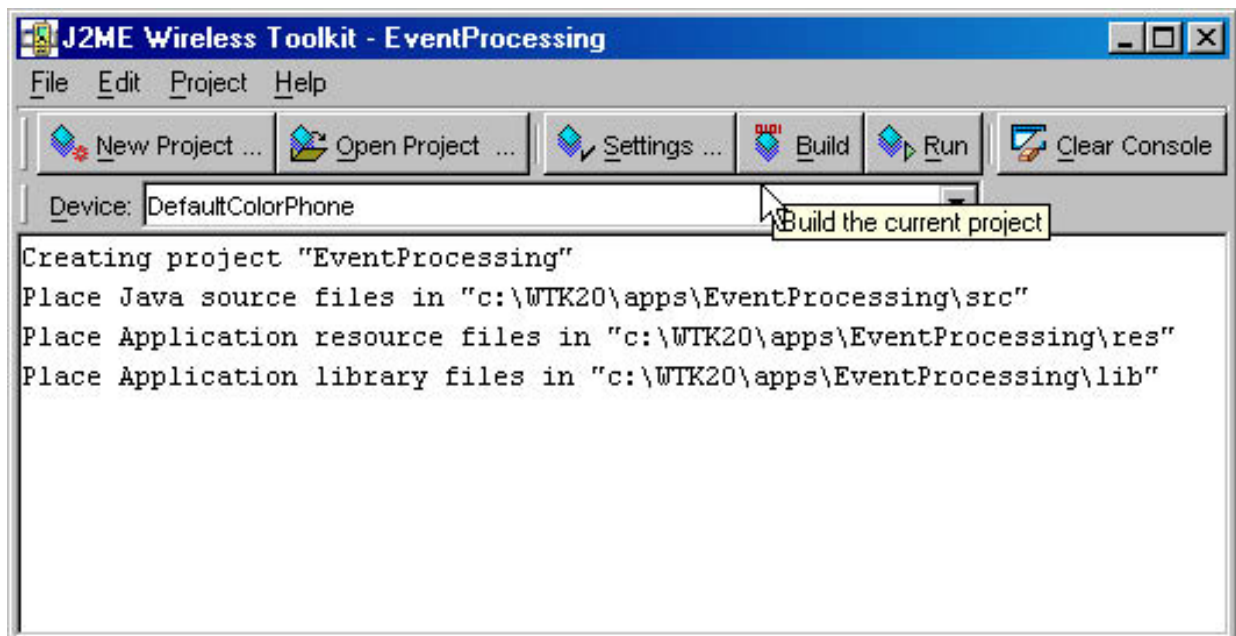 J2ME Wireless Toolkit - EventProcessing
File Edit Project Help
New Project ... Open Project ... Settings ... Build Run Clear Console
Device: DefaultColorPhone
Build the current project
Creating project "EventProcessing"
Place Java source files in "c:\WTK20\apps\EventProcessing\src"
Place Application resource files in "c:\WTK20\apps\EventProcessing\res"
Place Application library files in "c:\WTK20\apps\EventProcessing\lib"